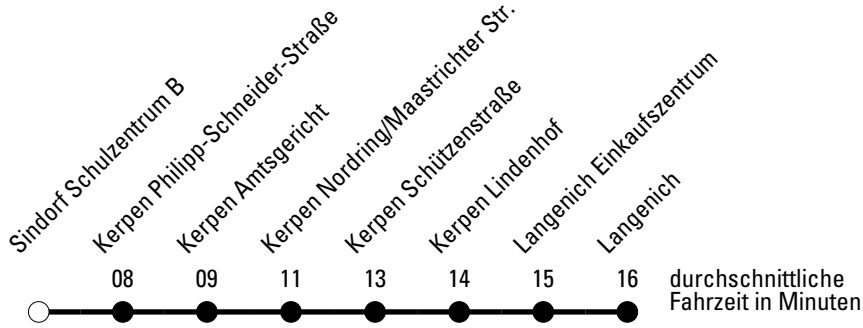 Sindorf Schulzentrum B
Kerpen Philipp-Schneider-Straße
Kerpen Amtsgericht
Kerpen Nordring/Maastrichter Str.
Kerpen Schützenstraße
Kerpen Lindenhof
Langenich Einkaufszentrum
Langenich
08 09 11 13 14 15 16
durchschnittliche
Fahrzeit in Minuten